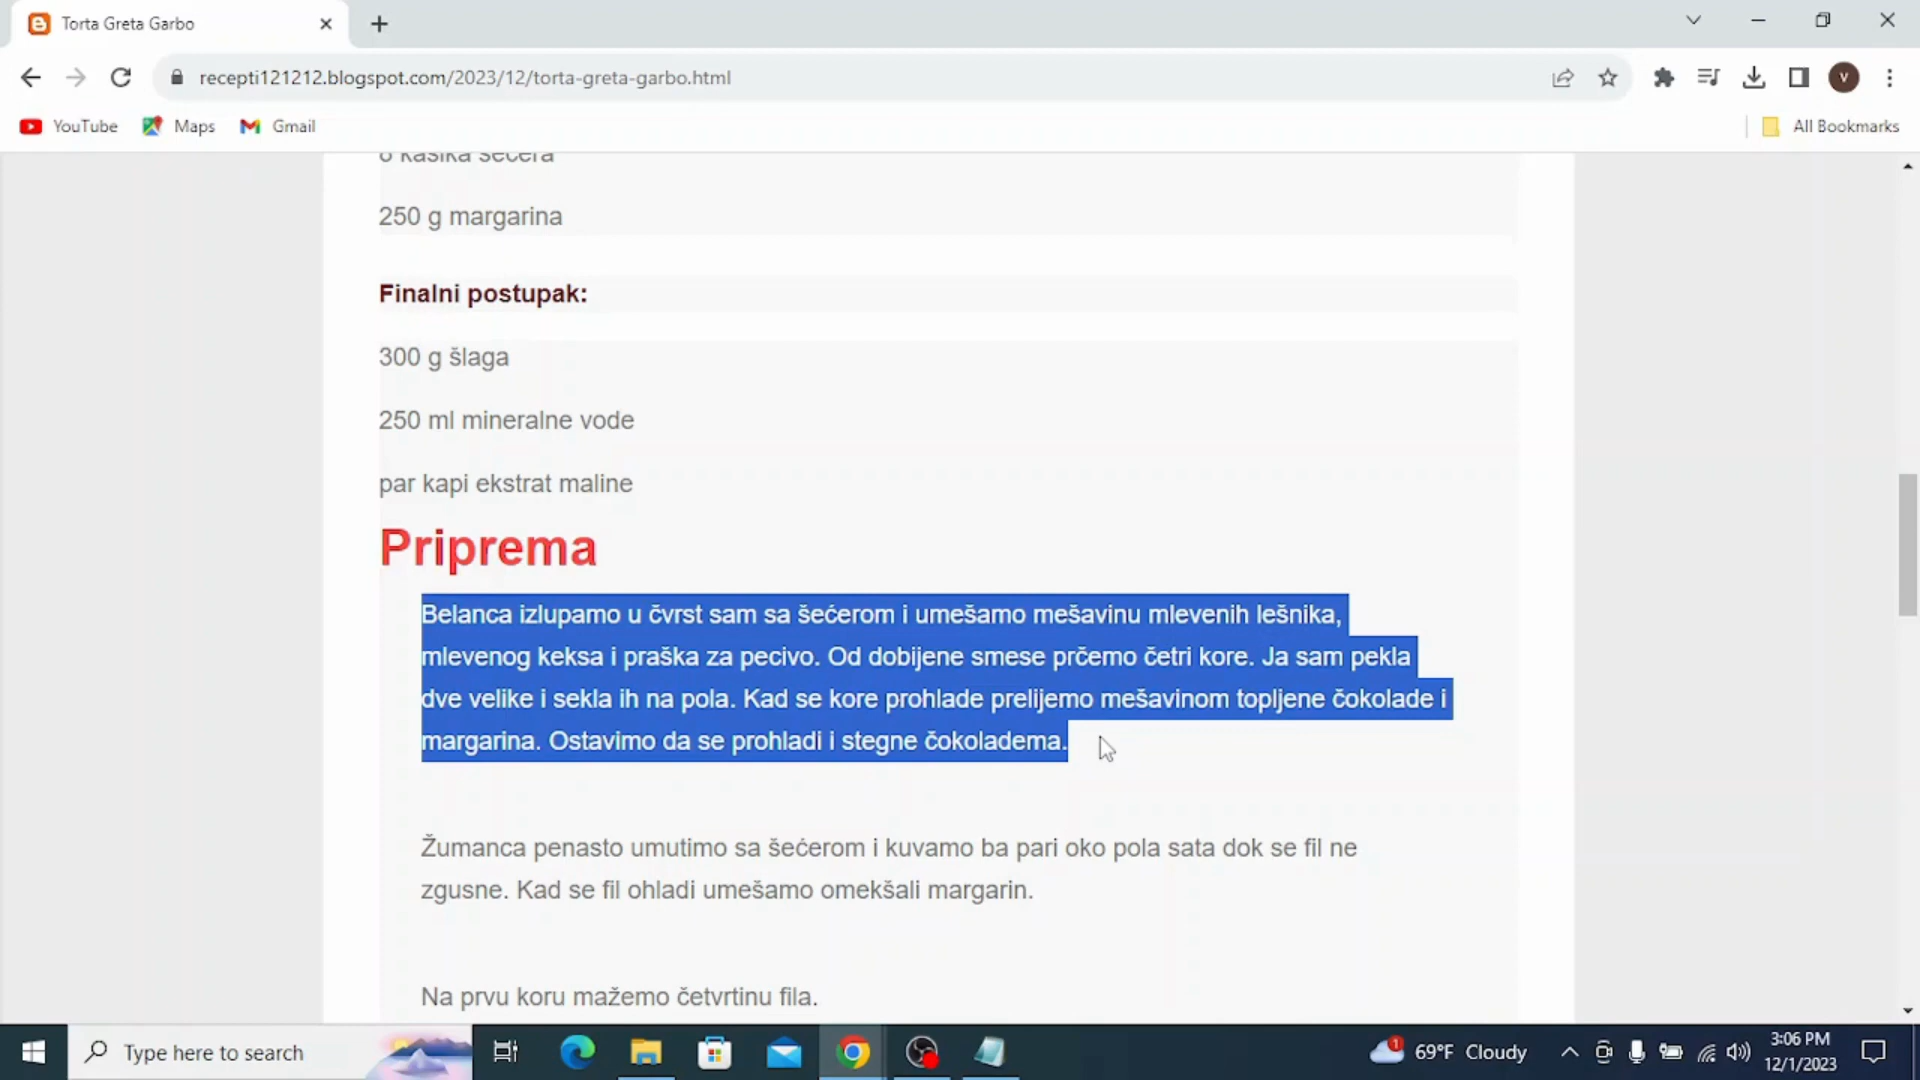 Torta Greta Garbo
recepti121212.blogspot.com/2023/12/torta-greta-garbo.html
V
YouTube
Maps
Gmail
All Bookmarks
250 g margarina
Finalni postupak:
300 g šlaga
250 ml mineralne vode
par kapi ekstrat maline
Priprema
Belanca izlupamo u čvrst sam sa šećerom i umešamo mešavinu mlevenih lešnika,
mlevenog keksa i praška za pecivo. Od dobijene smese prčemo četri kore. Ja sam pekla
dve velike i sekla ih na pola. Kad se kore prohlade prelijemo mešavinom topljene čokolade i
margarina. Ostavimo da se prohladi i stegne čokoladema.
Žumanca penasto umutimo sa šećerom i kuvamo ba pari oko pola sata dok se fil ne
zgusne. Kad se fil ohladi umešamo omekšali margarin.
Na prvu koru mažemo četvrtinu fila.
Type here to search
1
69°F Cloudy
3:06 PM
12/1/2023